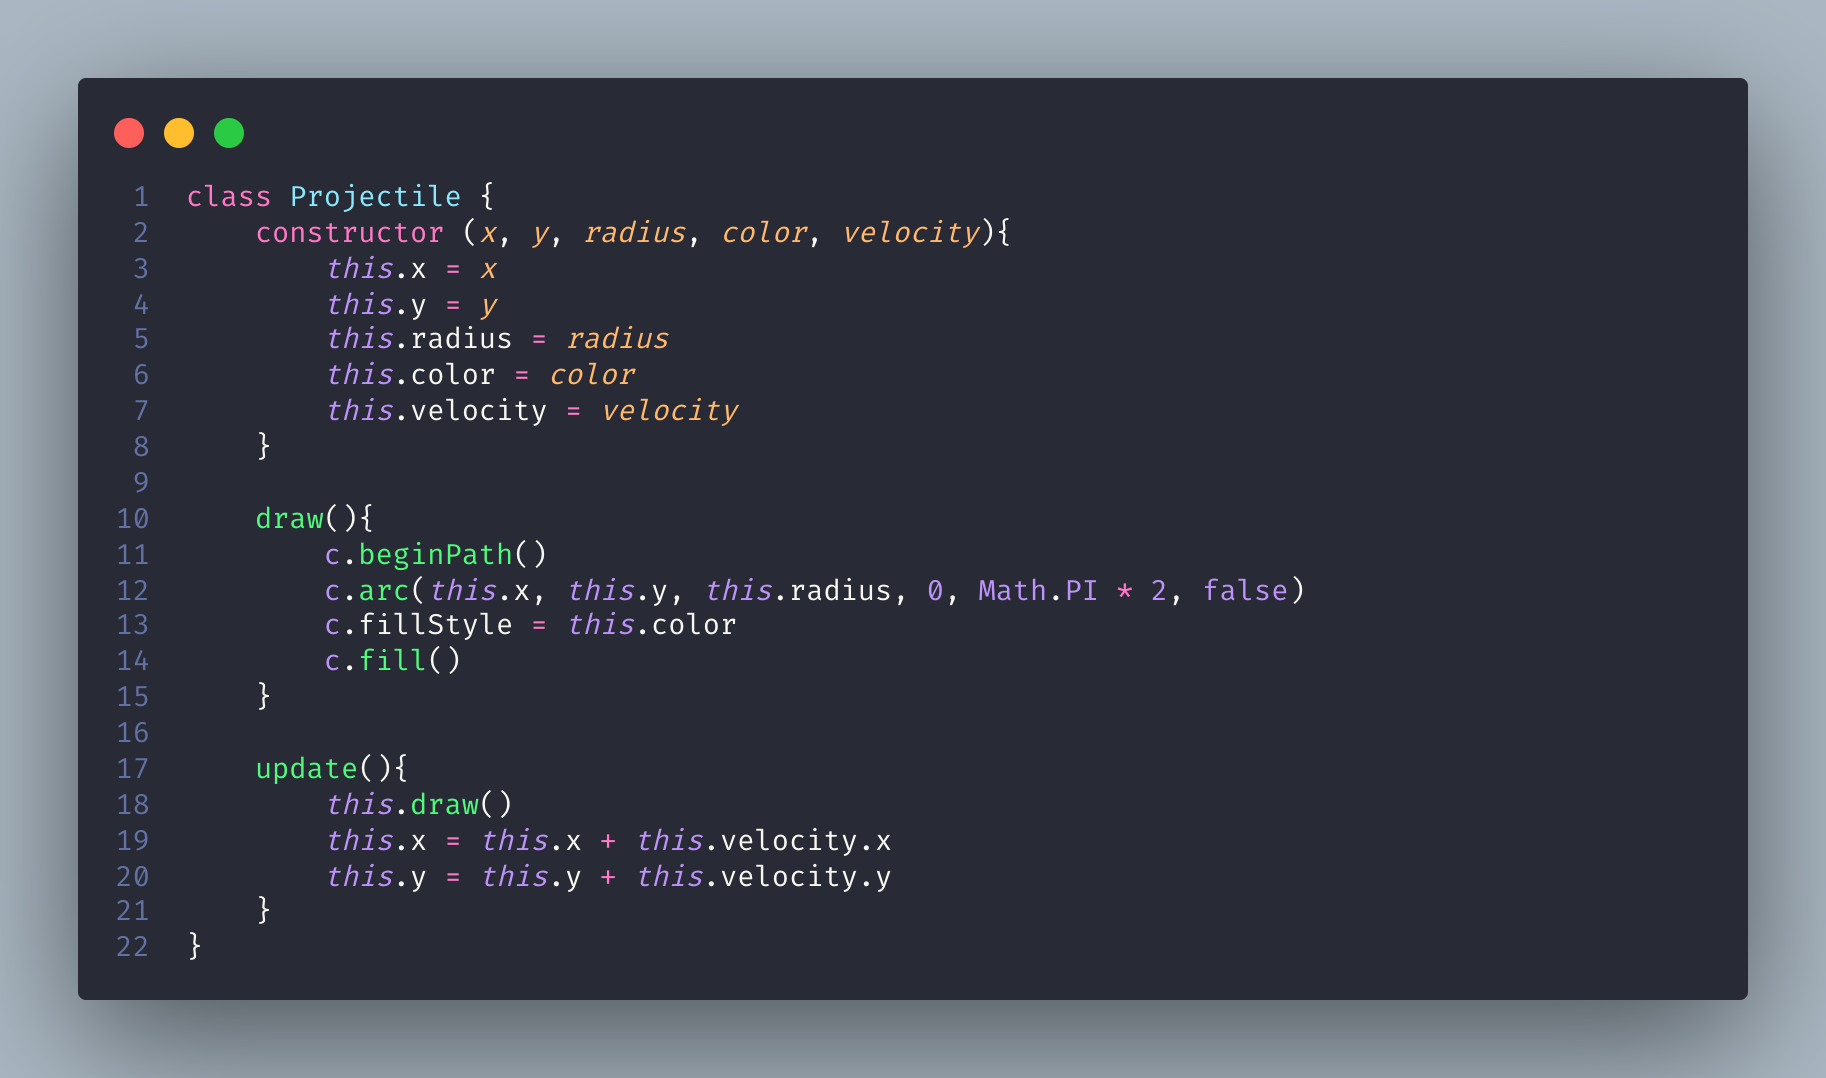 1 class Projectile {
2     constructor (x, y, radius, color, velocity){
3         this.x = x
4         this.y = y
5         this.radius = radius
6         this.color = color
7         this.velocity = velocity
8     }
9
10     draw(){
11         c.beginPath()
12         c.arc(this.x, this.y, this.radius, 0, Math.PI * 2, false)
13         c.fillStyle = this.color
14         c.fill()
15     }
16
17     update(){
18         this.draw()
19         this.x = this.x + this.velocity.x
20         this.y = this.y + this.velocity.y
21     }
22 }